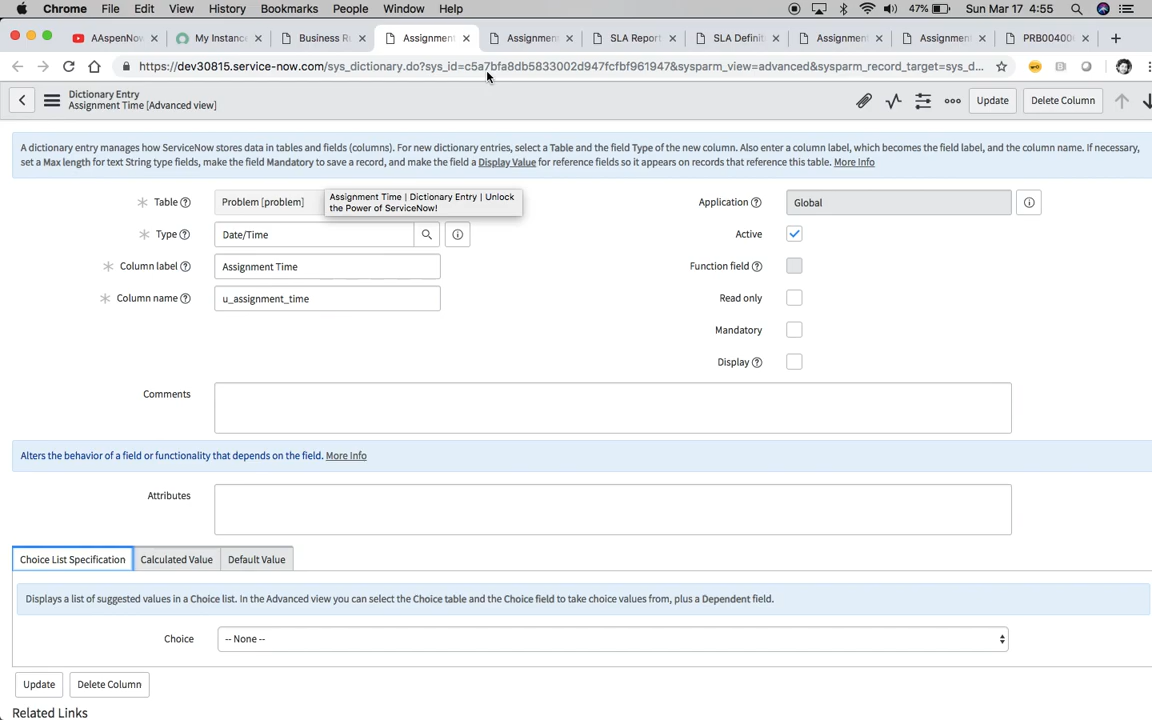 Chrome File Edit View History Bookmarks People Window Help 47% Sun Mar 17 4:55
AAspenNow My Instanc Business Ru Assignment Assignmen SLA Report SLA Definiti Assignmen Assignmen PRB00400
https://dev30815.service-now.com/sys_dictionary.do?sys_id=c5a7bfa8db5833002d947fcfbf961947&sysparm_view=advanced&sysparm_record_target=sys_d...
Dictionary Entry
Assignment Time [Advanced view]
Update Delete Column
A dictionary entry manages how ServiceNow stores data in tables and fields (columns). For new dictionary entries, select a Table and the field Type of the new column. Also enter a column label, which becomes the field label, and the column name. If necessary,
set a Max length for text String type fields, make the field Mandatory to save a record, and make the field a Display Value for reference fields so it appears on records that reference this table. More Info
Table Problem [problem]
Assignment Time | Dictionary Entry | Unlock
the Power of ServiceNow!
Application Global
Type Date/Time
Active
Column label Assignment Time
Function field
Column name u_assignment_time
Read only
Mandatory
Display
Comments
Alters the behavior of a field or functionality that depends on the field. More Info
Attributes
Choice List Specification Calculated Value Default Value
Displays a list of suggested values in a Choice list. In the Advanced view you can select the Choice table and the Choice field to take choice values from, plus a Dependent field.
Choice -- None --
Update Delete Column
Related Links